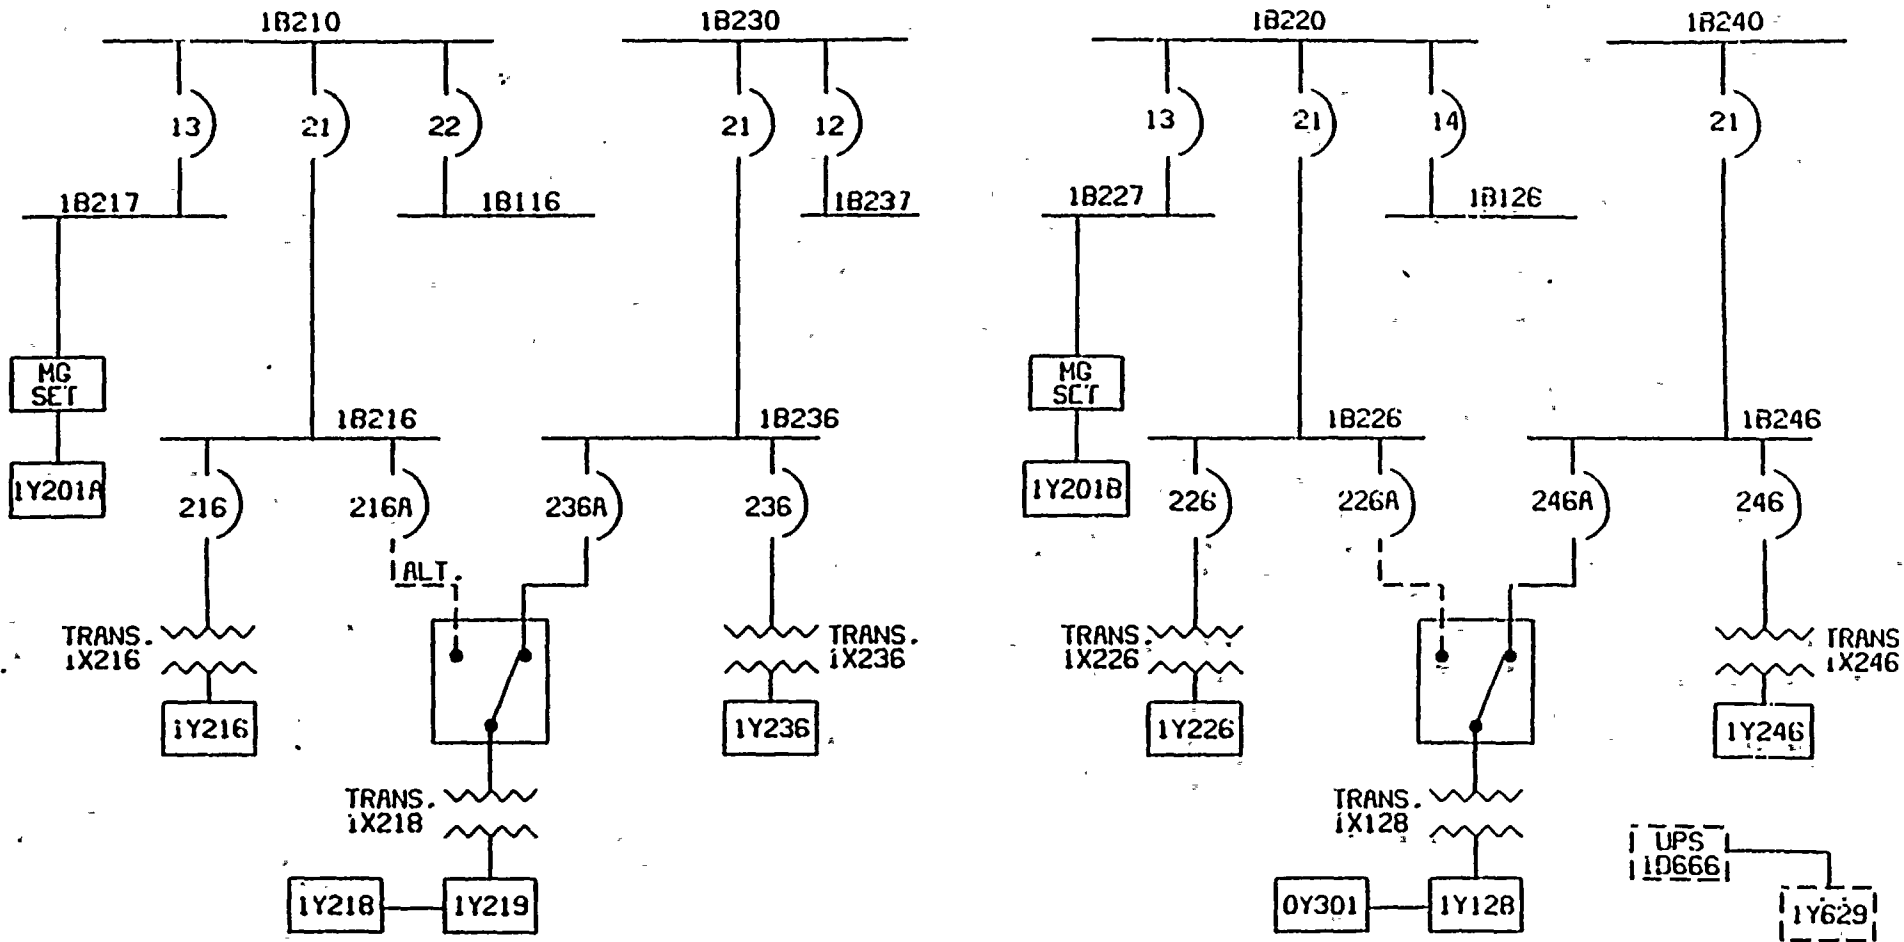 1B210
1B230
1B220
1B240
13
21
22
21
12
13
21
14
21
1B217
1B116
1B237
1B227
1B126
MG
SET
MG
SET
1B216
1B236
1B226
1B246
1Y201A
216
216A
236A
236
1Y201B
226
226A
246A
246
ALT.
TRANS.
1X216
TRANS.
1X236
TRANS.
1X226
TRANS
1X246
1Y216
1Y236
1Y226
1Y246
TRANS.
1X218
TRANS.
1X128
UPS
1D666
1Y218
1Y219
0Y301
1Y128
1Y629